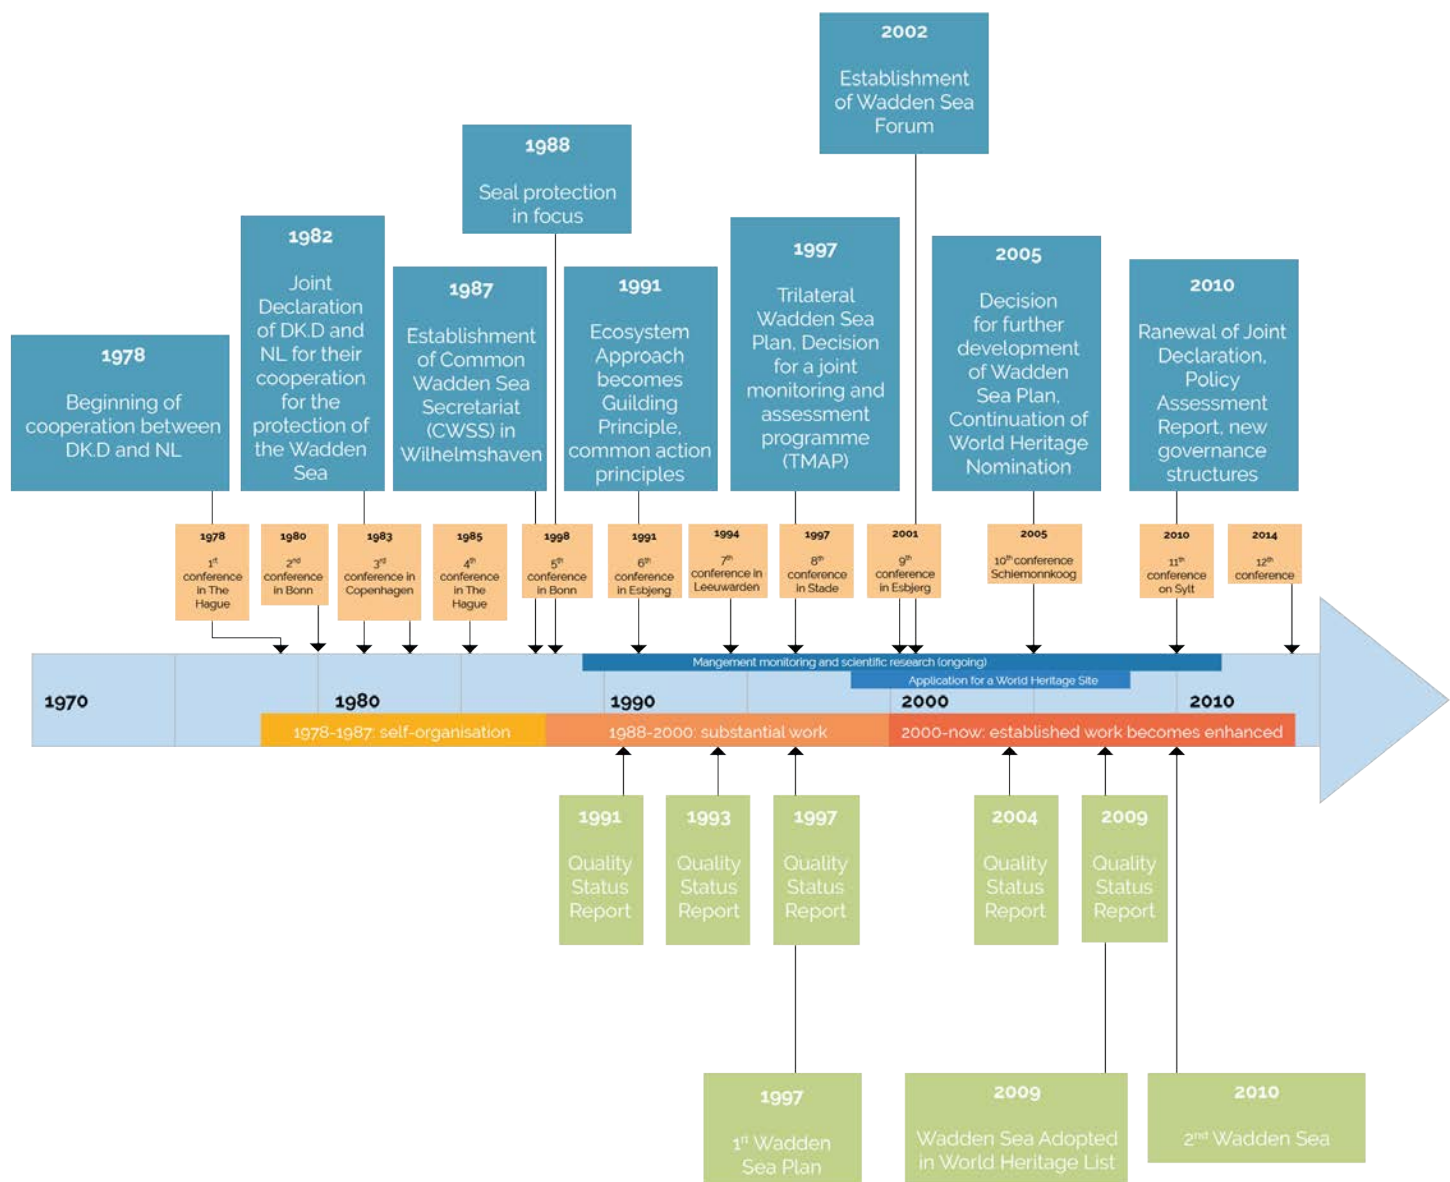 2002
Establishment
of Wadden Sea
Forum
1988
Seal protection
in focus
1982
Joint
Declaration
of DK.D and
NL for their
cooperation
for the
protection of
the Wadden
Sea
1997
Trilateral
Wadden Sea
Plan, Decision
for a joint
monitoring and
assessment
programme
(TMAP)
2005
Decision
for further
development
of Wadden
Sea Plan,
Continuation of
World Heritage
Nomination
1987
Establishment
of Common
Wadden Sea
Secretariat
(CWSS) in
Wilhelmshaven
1991
Ecosystem
Approach
becomes
Guilding
Principle,
common action
principles
2010
Ranewal of Joint
Declaration,
Policy
Assessment
Report, new
governance
structures
1978
Beginning of
cooperation between
DK.D and NL
1978
1st
conference
in The
Hague
1980
2nd
conference
in Bonn
1983
3rd
conference in
Copenhagen
1985
4th
conference
in The
Hague
1998
5th
conference
in Bonn
1991
6th
conference
in Esbjeng
1994
7th
conference in
Leeuwarden
1997
8th
conference
in Stade
2001
9th
conference
in Esbjerg
2005
10th conference
Schiemonnkoog
2010
11th
conference
on Sylt
2014
12th
conference
Mangement monitoring and scientific research (ongoing)
Application for a World Heritage Site
1970
1980
1990
2000
2010
1978-1987: self-organisation
1988-2000: substantial work
2000-now: established work becomes enhanced
1991
Quality
Status
Report
1993
Quality
Status
Report
1997
Quality
Status
Report
2004
Quality
Status
Report
2009
Quality
Status
Report
1997
1st Wadden
Sea Plan
2009
Wadden Sea Adopted
in World Heritage List
2010
2nd Wadden Sea